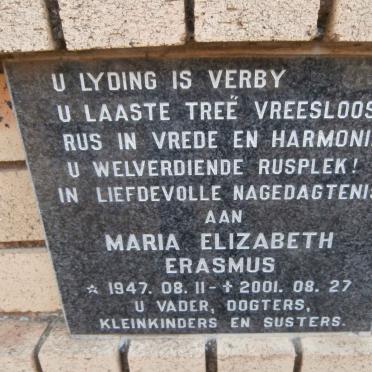 U LYDING IS VERBY
U LAASTE TREË VREESLOOS
RUS IN VREDE EN HARMONI
U WELVERDIENDE RUSPLEK!
IN LIEFDEVOLLE NAGEDAGTENIS
AAN
MARIA ELIZABETH
ERASMUS
☆ 1947. 08. 11 - ✝ 2001. 08. 27
U VADER, DOGTERS,
KLEINKINDERS EN SUSTERS.